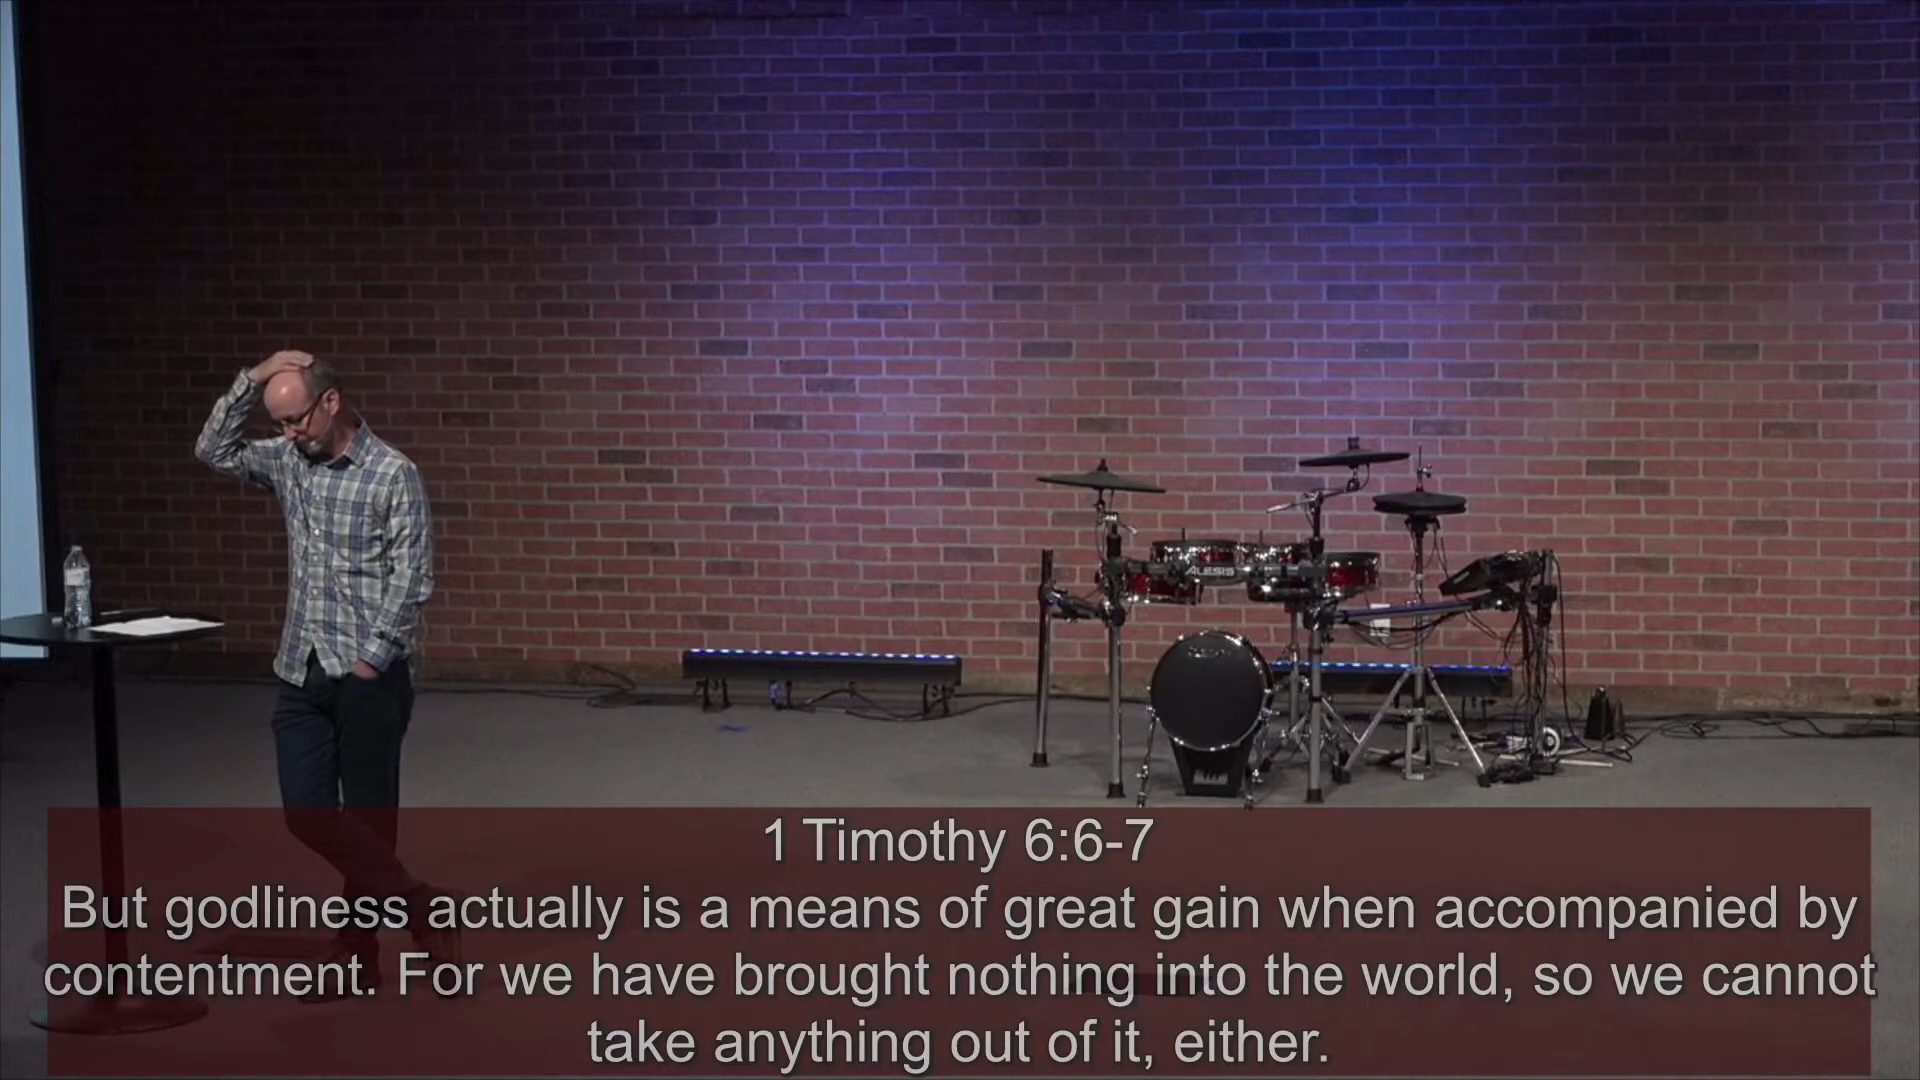 ALESIS
1 Timothy 6:6-7
But godliness actually is a means of great gain when accompanied by
contentment. For we have brought nothing into the world, so we cannot
take anything out of it, either.